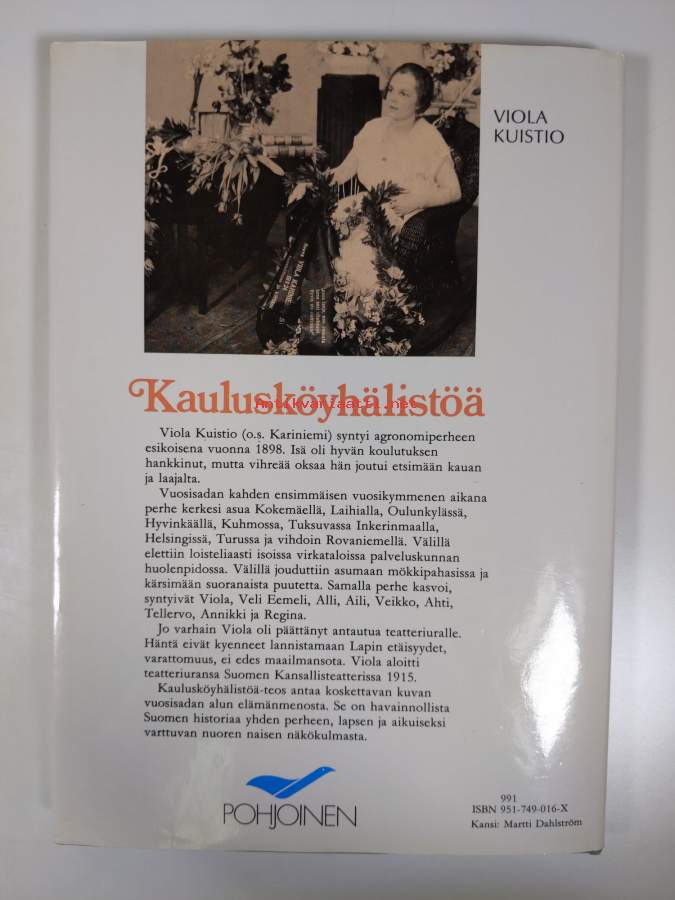 VIOLA
KUISTIO
Kaulusköyhälistöä
antikvariaatti.net
Viola Kuistio (o.s. Kariniemi) syntyi agronomiperheen
esikoisena vuonna 1898. Isä oli hyvän koulutuksen
hankkinut, mutta vihreää oksaa hän joutui etsimään kauan
ja laajalta.
Vuosisadan kahden ensimmäisen vuosikymmenen aikana
perhe kerkesi asua Kokemäellä, Laihialla, Oulunkylässä,
Hyvinkäällä, Kuhmossa, Tuksuvassa Inkerinmaalla,
Helsingissä, Turussa ja vihdoin Rovaniemellä. Välillä
elettiin loisteliaasti isoissa virkataloissa palveluskunnan
huolenpidossa. Välillä jouduttiin asumaan mökkipahasissa ja
kärsimään suoranaista puutetta. Samalla perhe kasvoi,
syntyivät Viola, Veli Eemeli, Alli, Aili, Veikko, Ahti,
Tellervo, Annikki ja Regina.
Jo varhain Viola oli päättänyt antautua teatteriuralle.
Häntä eivät kyenneet lannistamaan Lapin etäisyydet,
varattomuus, ei edes maailmansota. Viola aloitti
teatteriuransa Suomen Kansallisteatterissa 1915.
Kaulusköyhälistöä-teos antaa koskettavan kuvan
vuosisadan alun elämänmenosta. Se on havainnollista
Suomen historiaa yhden perheen, lapsen ja aikuiseksi
varttuvan nuoren naisen näkökulmasta.
POHJOINEN
991
ISBN 951-749-016-X
Kansi: Martti Dahlström